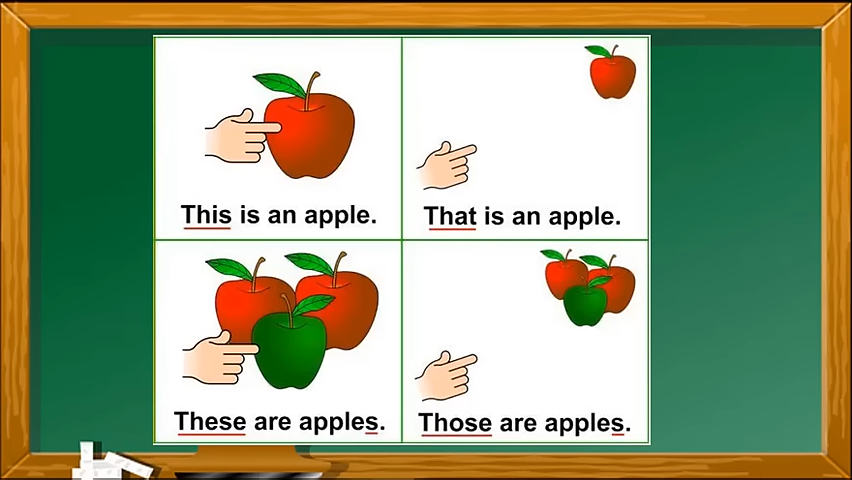 This is an apple.
That is an apple.
These are apples.
Those are apples.